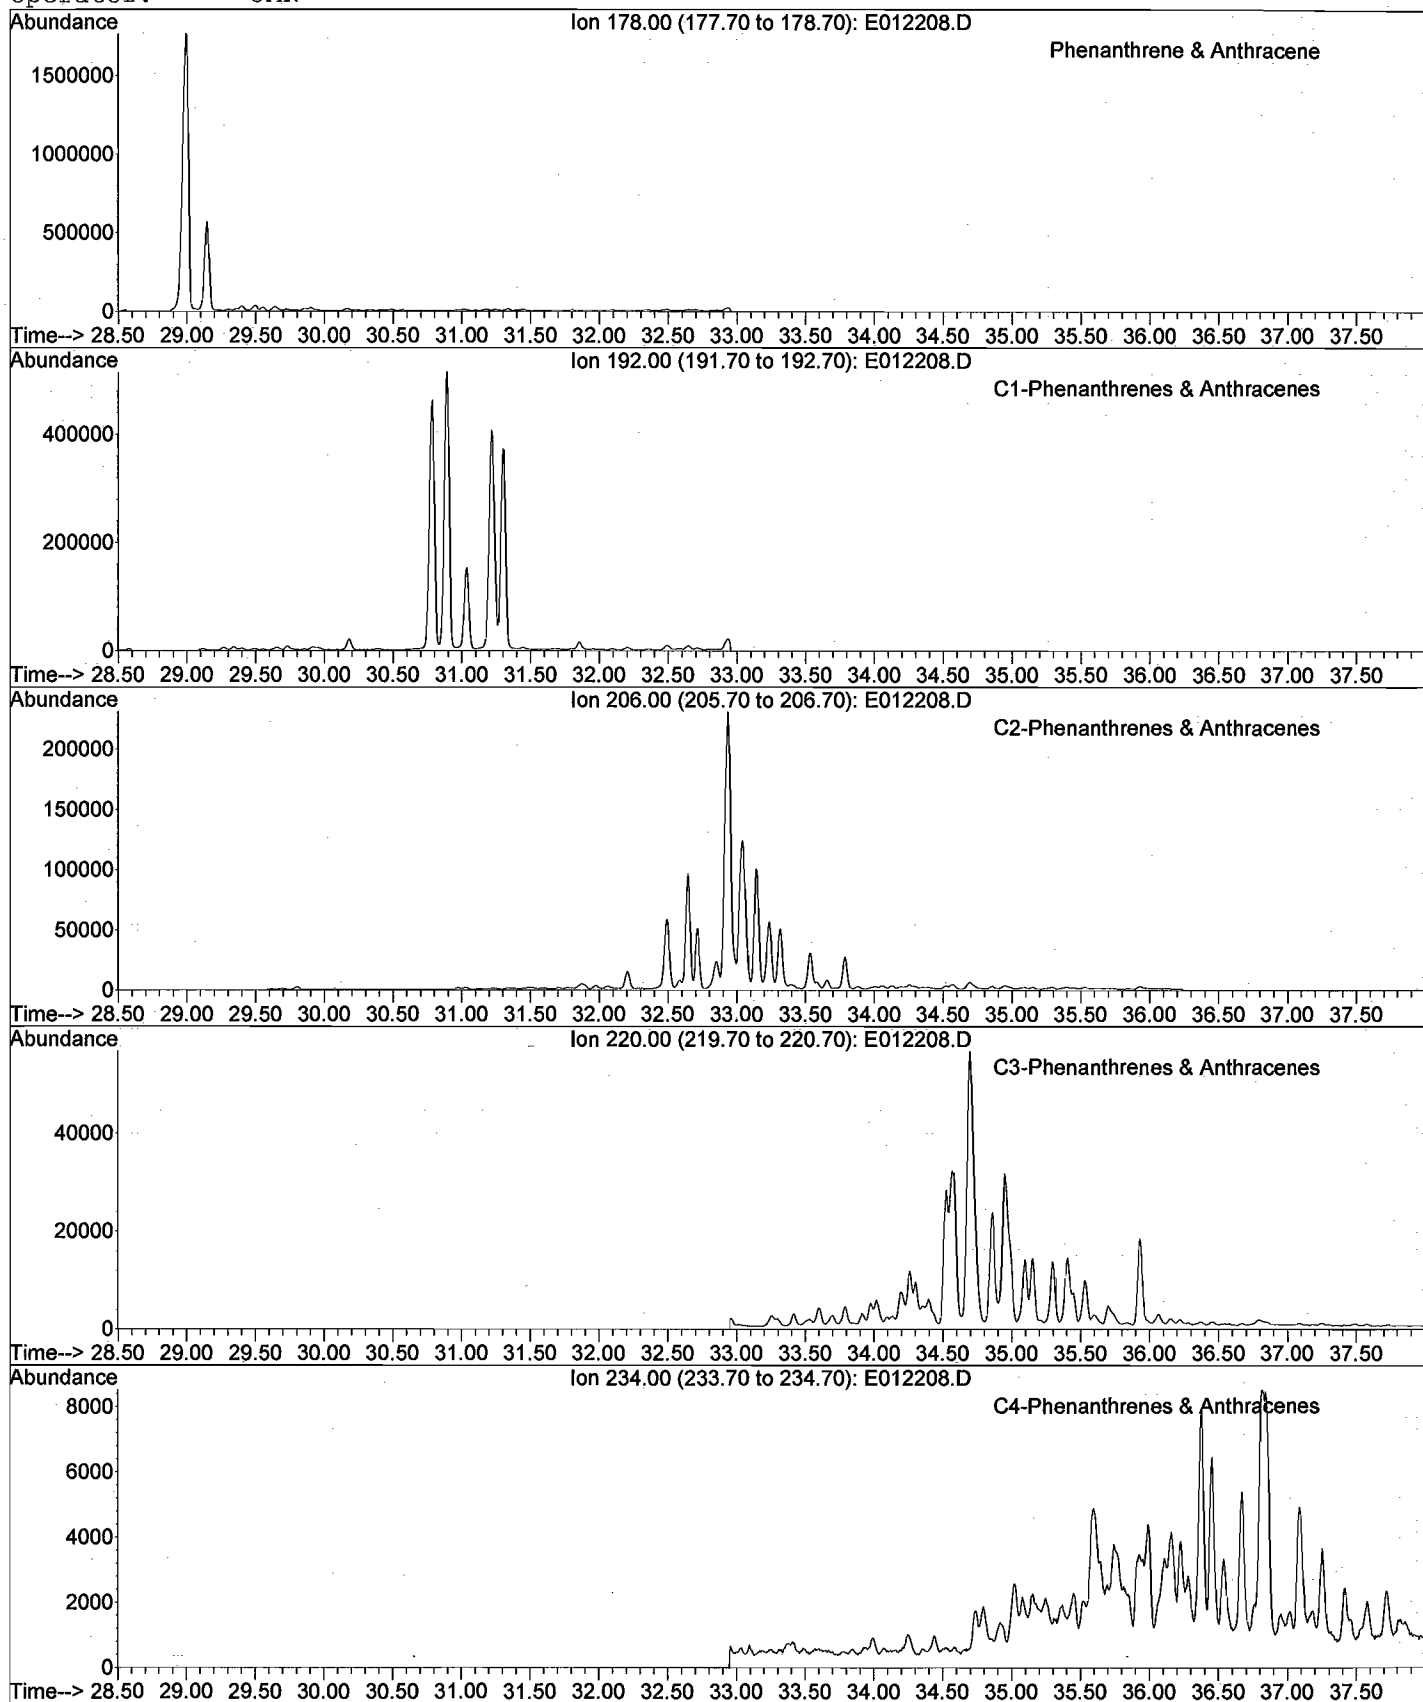 Abundance
Ion 178.00 (177.70 to 178.70): E012208.D
Phenanthrene & Anthracene
1500000
1000000
500000
0
Time--> 28.50 29.00 29.50 30.00 30.50 31.00 31.50 32.00 32.50 33.00 33.50 34.00 34.50 35.00 35.50 36.00 36.50 37.00 37.50
Abundance
Ion 192.00 (191.70 to 192.70): E012208.D
C1-Phenanthrenes & Anthracenes
400000
200000
0
Time--> 28.50 29.00 29.50 30.00 30.50 31.00 31.50 32.00 32.50 33.00 33.50 34.00 34.50 35.00 35.50 36.00 36.50 37.00 37.50
Abundance
Ion 206.00 (205.70 to 206.70): E012208.D
C2-Phenanthrenes & Anthracenes
200000
150000
100000
50000
0
Time--> 28.50 29.00 29.50 30.00 30.50 31.00 31.50 32.00 32.50 33.00 33.50 34.00 34.50 35.00 35.50 36.00 36.50 37.00 37.50
Abundance
Ion 220.00 (219.70 to 220.70): E012208.D
C3-Phenanthrenes & Anthracenes
40000
20000
0
Time--> 28.50 29.00 29.50 30.00 30.50 31.00 31.50 32.00 32.50 33.00 33.50 34.00 34.50 35.00 35.50 36.00 36.50 37.00 37.50
Abundance
Ion 234.00 (233.70 to 234.70): E012208.D
C4-Phenanthrenes & Anthracenes
8000
6000
4000
2000
0
Time--> 28.50 29.00 29.50 30.00 30.50 31.00 31.50 32.00 32.50 33.00 33.50 34.00 34.50 35.00 35.50 36.00 36.50 37.00 37.50